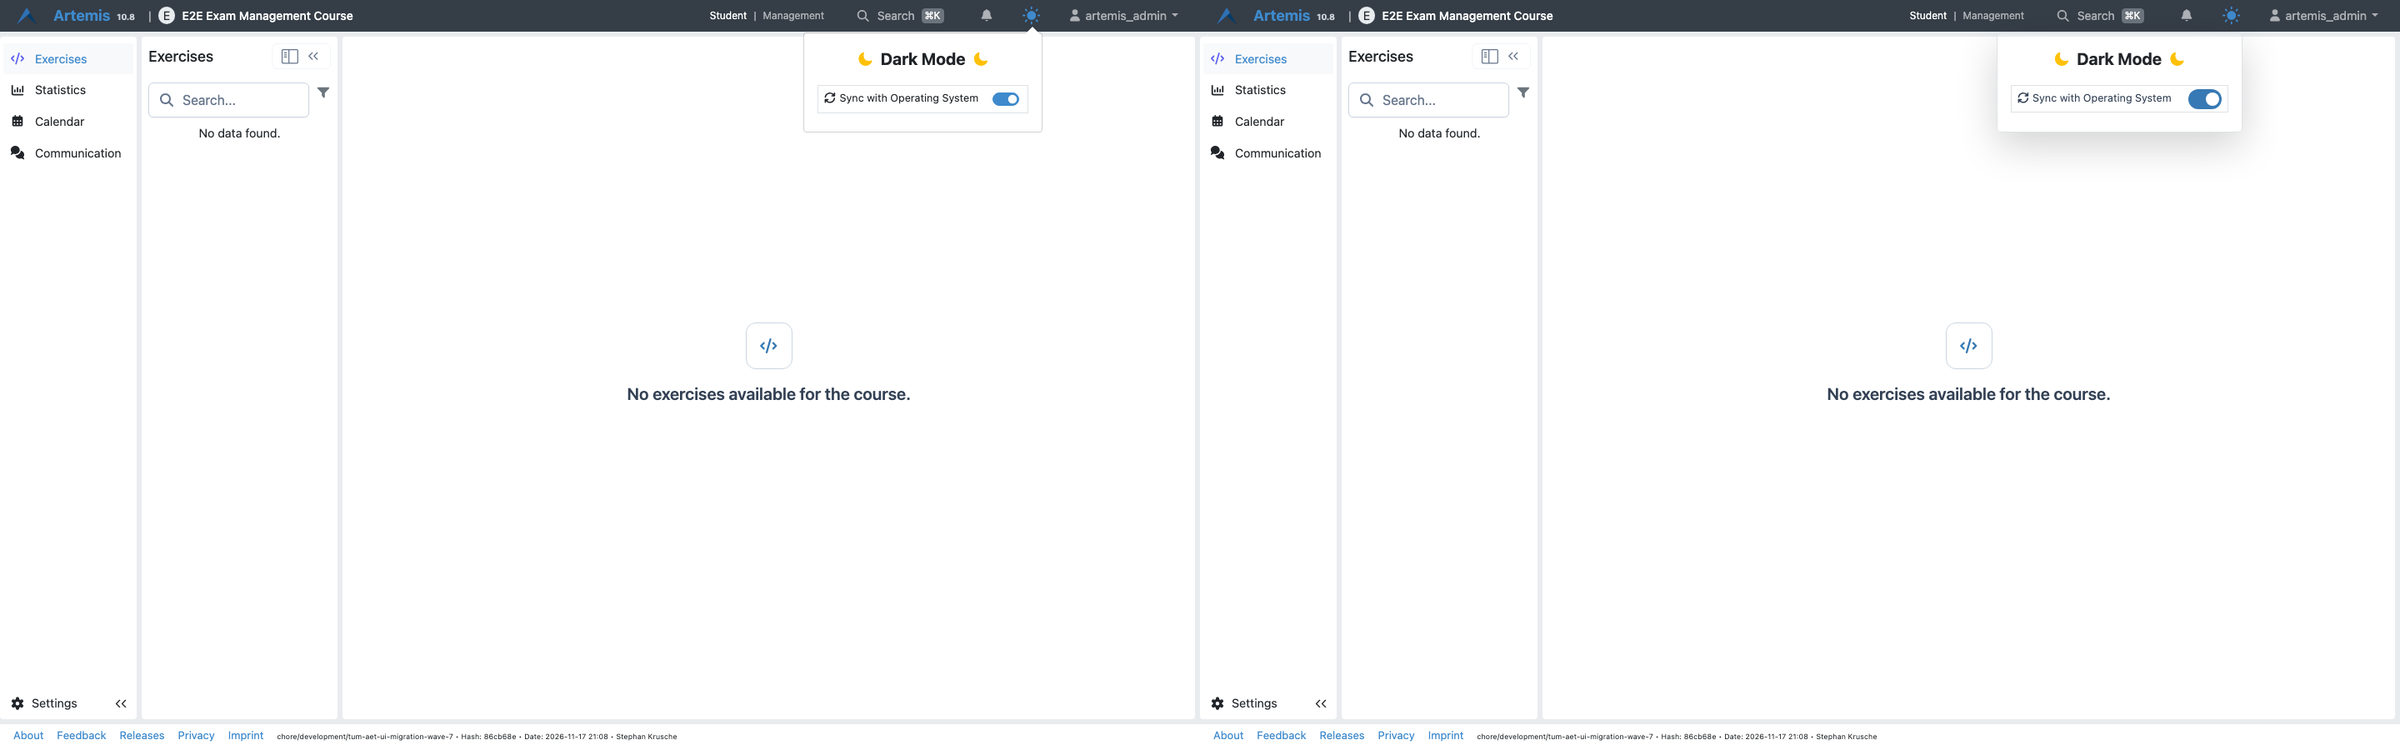 Artemis 10.8 | E E2E Exam Management Course Student | Management Search ⌘K artemis_admin
Exercises
Statistics
Calendar
Communication
Exercises
Search...
No data found.
Dark Mode
Sync with Operating System
No exercises available for the course.
Settings
About Feedback Releases Privacy Imprint chore/development/tum-aet-ui-migration-wave-7 • Hash: 86cb68e • Date: 2026-11-17 21:08 • Stephan Krusche
Artemis 10.8 | E E2E Exam Management Course Student | Management Search ⌘K artemis_admin
Exercises
Statistics
Calendar
Communication
Exercises
Search...
No data found.
Dark Mode
Sync with Operating System
No exercises available for the course.
Settings
About Feedback Releases Privacy Imprint chore/development/tum-aet-ui-migration-wave-7 • Hash: 86cb68e • Date: 2026-11-17 21:08 • Stephan Krusche